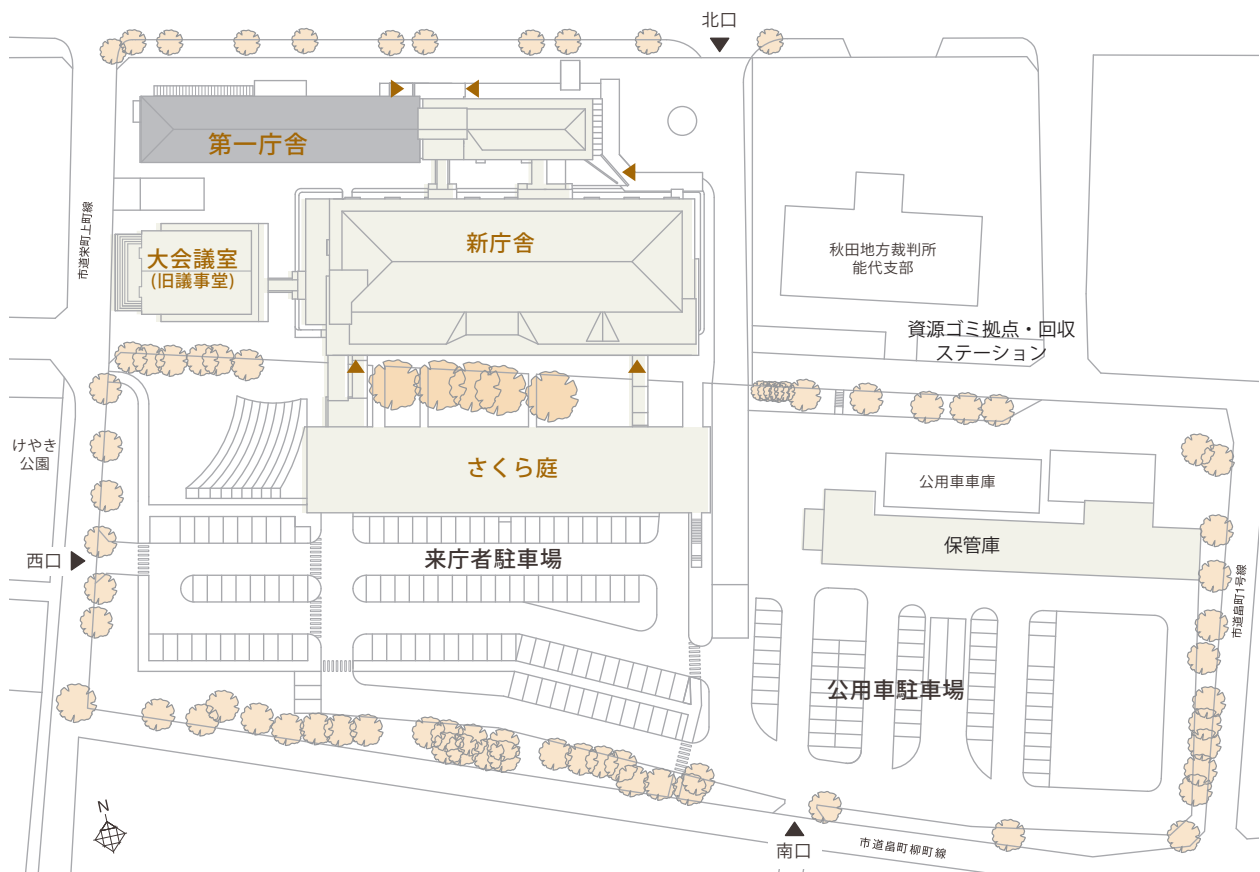 北口
第一庁舎
市道栄町上町線
大会議室
(旧議事堂)
新庁舎
秋田地方裁判所
能代支部
資源ゴミ拠点・回収
ステーション
けやき
公園
さくら庭
公用車車庫
保管庫
西口
来庁者駐車場
市道畠町1号線
公用車駐車場
N
南口
市道畠町柳町線